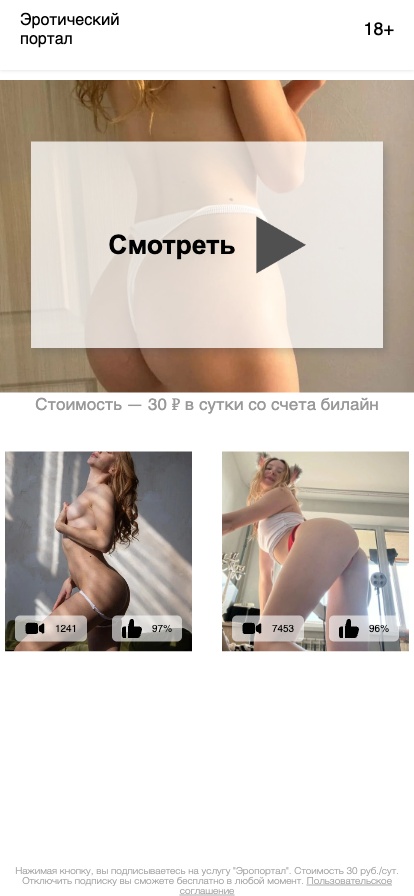 Эротический
портал
18+
Смотреть
Стоимость — 30 ₽ в сутки со счета билайн
1241
97%
7453
96%
Нажимая кнопку, вы подписываетесь на услугу "Эропортал". Стоимость 30 руб./сут.
Отключить подписку вы сможете бесплатно в любой момент. Пользовательское
соглашение